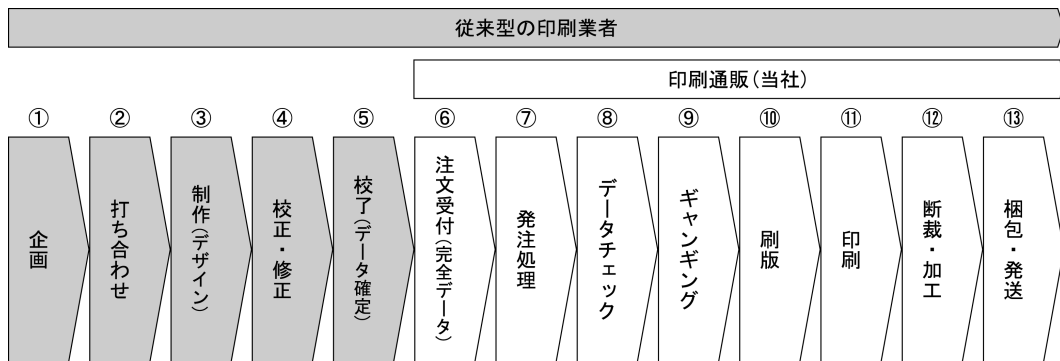 従来型の印刷業者
印刷通販(当社)
①
②
③
④
⑤
⑥
⑦
⑧
⑨
⑩
⑪
⑫
⑬
企画
打ち合わせ
制作(デザイン)
校正・修正
校了(データ確定)
注文受付(完全データ)
発注処理
データチェック
ギャンギング
刷版
印刷
断裁・加工
梱包・発送